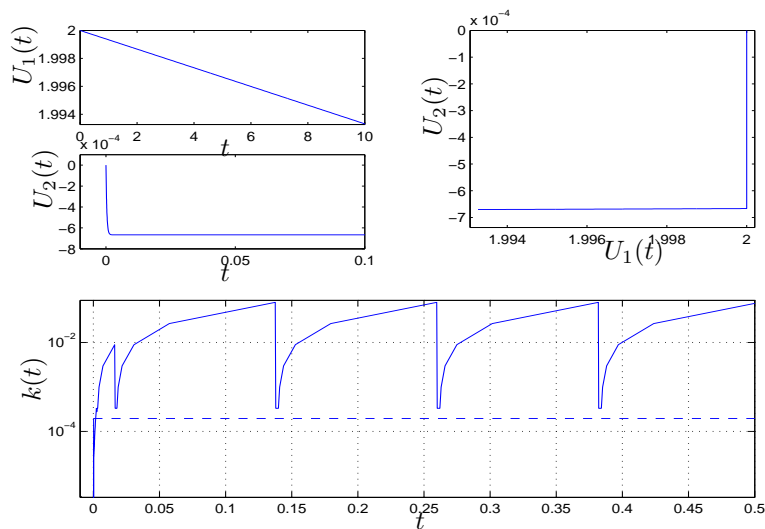 U₁(t)
2
1.998
1.996
1.994
0 2 4 6 8 10
t
x 10⁻⁴
U₂(t)
0
−2
−4
−6
−8
0 0.05 0.1
t
x 10⁻⁴
U₂(t)
0
−1
−2
−3
−4
−5
−6
−7
1.994 1.996 1.998 2
U₁(t)
k(t)
10⁻²
10⁻⁴
0 0.05 0.1 0.15 0.2 0.25 0.3 0.35 0.4 0.45 0.5
t